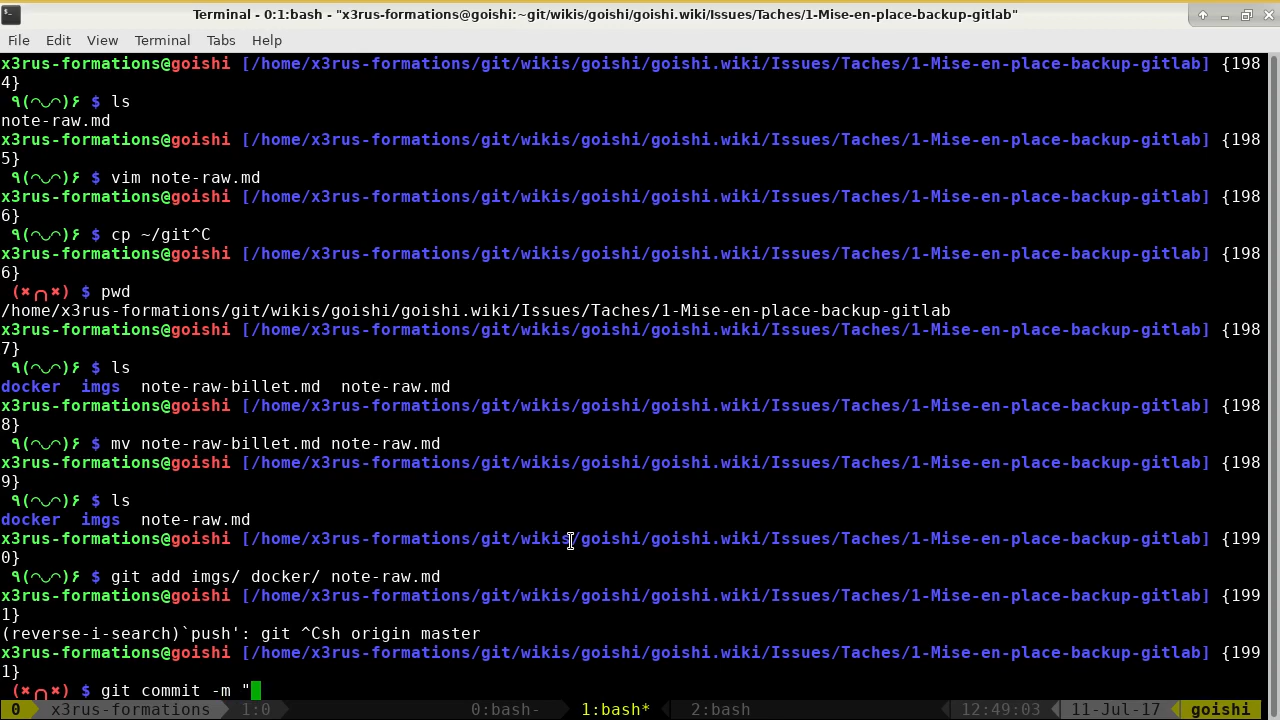 Terminal - 0:1:bash - "x3rus-formations@goishi:~git/wikis/goishi/goishi.wiki/Issues/Taches/1-Mise-en-place-backup-gitlab"
File Edit View Terminal Tabs Help
x3rus-formations@goishi [/home/x3rus-formations/git/wikis/goishi/goishi.wiki/Issues/Taches/1-Mise-en-place-backup-gitlab] {198
4}
٩(◠◡◠)۶ $ ls
note-raw.md
x3rus-formations@goishi [/home/x3rus-formations/git/wikis/goishi/goishi.wiki/Issues/Taches/1-Mise-en-place-backup-gitlab] {198
5}
٩(◠◡◠)۶ $ vim note-raw.md
x3rus-formations@goishi [/home/x3rus-formations/git/wikis/goishi/goishi.wiki/Issues/Taches/1-Mise-en-place-backup-gitlab] {198
6}
٩(◠◡◠)۶ $ cp ~/git^C
x3rus-formations@goishi [/home/x3rus-formations/git/wikis/goishi/goishi.wiki/Issues/Taches/1-Mise-en-place-backup-gitlab] {198
6}
(✖╭╮✖) $ pwd
/home/x3rus-formations/git/wikis/goishi/goishi.wiki/Issues/Taches/1-Mise-en-place-backup-gitlab
x3rus-formations@goishi [/home/x3rus-formations/git/wikis/goishi/goishi.wiki/Issues/Taches/1-Mise-en-place-backup-gitlab] {198
7}
٩(◠◡◠)۶ $ ls
docker imgs note-raw-billet.md note-raw.md
x3rus-formations@goishi [/home/x3rus-formations/git/wikis/goishi/goishi.wiki/Issues/Taches/1-Mise-en-place-backup-gitlab] {198
8}
٩(◠◡◠)۶ $ mv note-raw-billet.md note-raw.md
x3rus-formations@goishi [/home/x3rus-formations/git/wikis/goishi/goishi.wiki/Issues/Taches/1-Mise-en-place-backup-gitlab] {198
9}
٩(◠◡◠)۶ $ ls
docker imgs note-raw.md
x3rus-formations@goishi [/home/x3rus-formations/git/wikis/goishi/goishi.wiki/Issues/Taches/1-Mise-en-place-backup-gitlab] {199
0}
٩(◠◡◠)۶ $ git add imgs/ docker/ note-raw.md
x3rus-formations@goishi [/home/x3rus-formations/git/wikis/goishi/goishi.wiki/Issues/Taches/1-Mise-en-place-backup-gitlab] {199
1}
(reverse-i-search)`push': git ^Csh origin master
x3rus-formations@goishi [/home/x3rus-formations/git/wikis/goishi/goishi.wiki/Issues/Taches/1-Mise-en-place-backup-gitlab] {199
1}
(✖╭╮✖) $ git commit -m "
0 x3rus-formations 1:0 0:bash- 1:bash* 2:bash 12:49:03 11-Jul-17 goishi